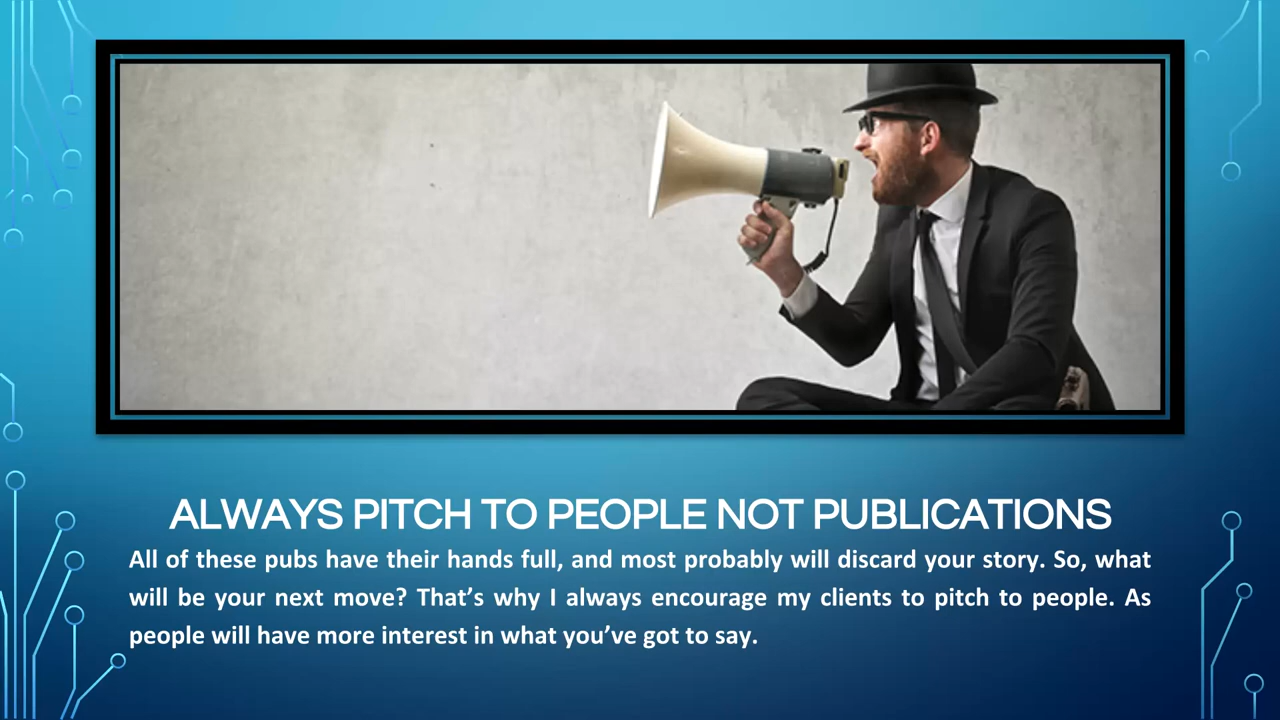 ALWAYS PITCH TO PEOPLE NOT PUBLICATIONS
All of these pubs have their hands full, and most probably will discard your story. So, what
will be your next move? That’s why I always encourage my clients to pitch to people. As
people will have more interest in what you’ve got to say.